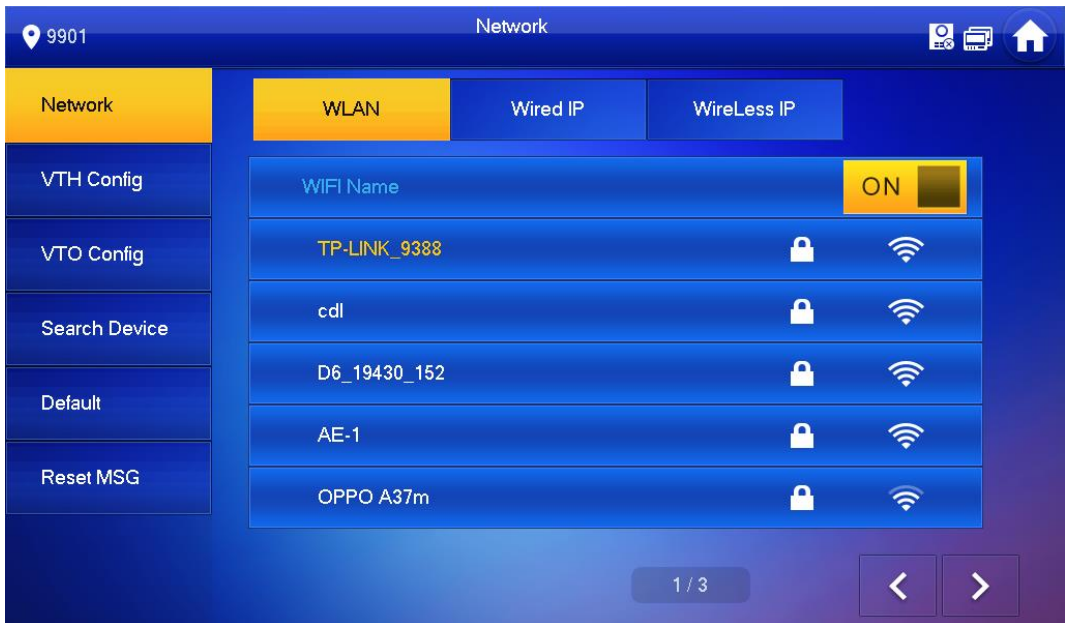 9901
Network
Network
WLAN
Wired IP
WireLess IP
VTH Config
WIFI Name
ON
VTO Config
TP-LINK_9388
Search Device
cdl
D6_19430_152
Default
AE-1
Reset MSG
OPPO A37m
1 / 3